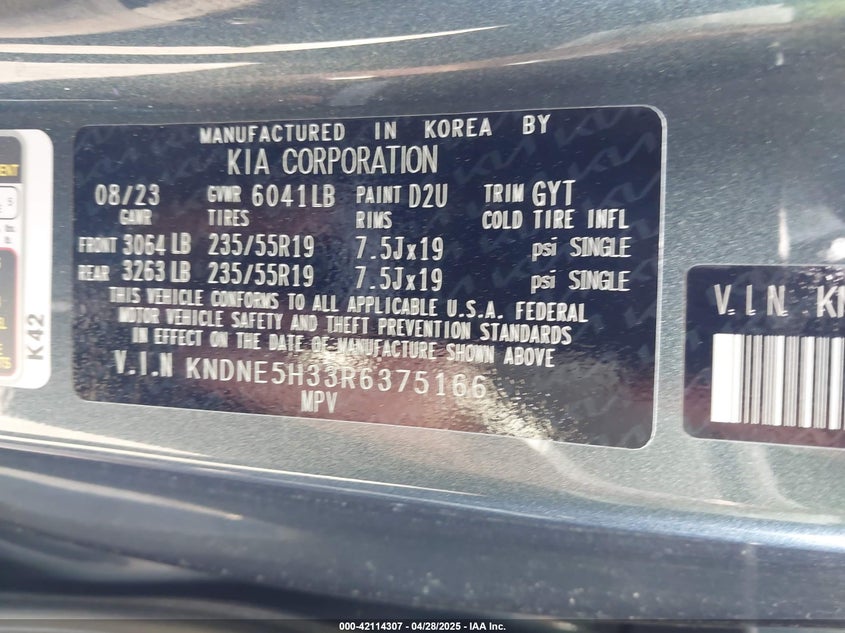 MANUFACTURED IN KOREA BY
KIA CORPORATION
08/23 GVWR 6041LB PAINT D2U TRIM GYT
GAWR TIRES RIMS COLD TIRE INFL
FRONT 3064 LB 235/55R19 7.5Jx19 psi SINGLE
REAR 3263 LB 235/55R19 7.5Jx19 psi SINGLE
THIS VEHICLE CONFORMS TO ALL APPLICABLE U.S.A. FEDERAL
MOTOR VEHICLE SAFETY AND THEFT PREVENTION STANDARDS
IN EFFECT ON THE DATE OF MANUFACTURE SHOWN ABOVE
V.I.N KNDNE5H33R6375166
MPV
K42
V.I.N. KN
000-42114307 / 04/28/2025 - IAA Inc.